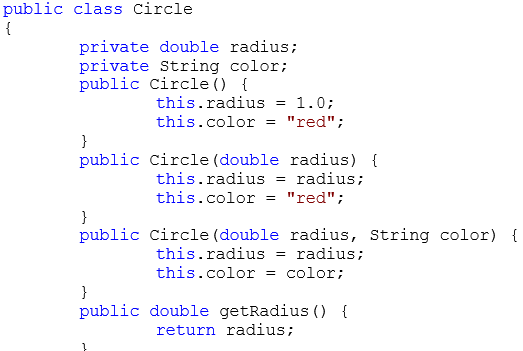 public class Circle
{
private double radius;
private String color;
public Circle() {
this.radius = 1.0;
this.color = "red";
}
public Circle(double radius) {
this.radius = radius;
this.color = "red";
}
public Circle(double radius, String color) {
this.radius = radius;
this.color = color;
}
public double getRadius() {
return radius;
}